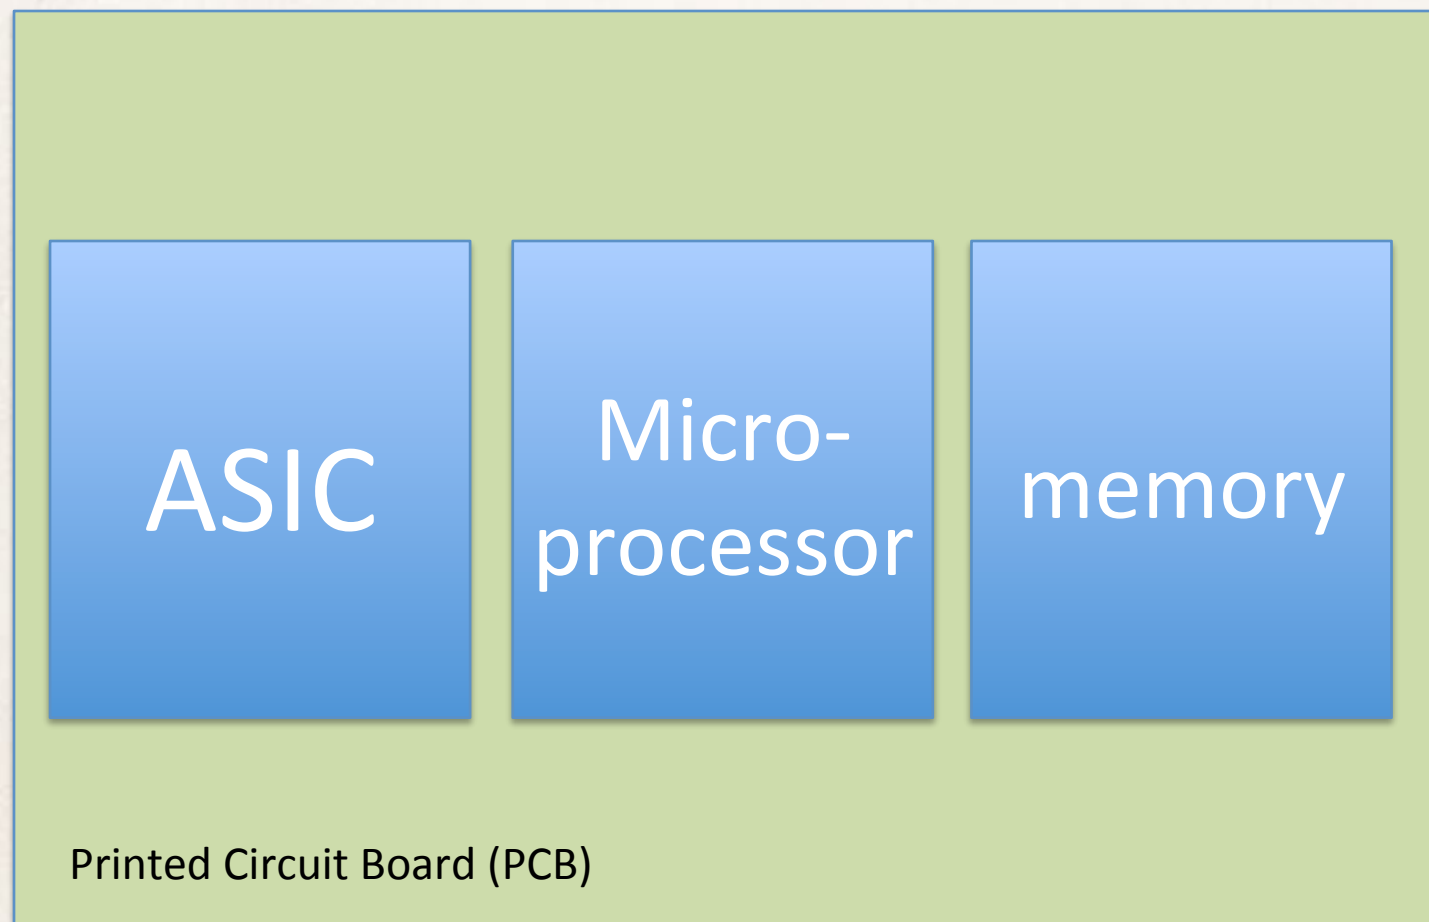 ASIC
Micro-
processor
memory
Printed Circuit Board (PCB)